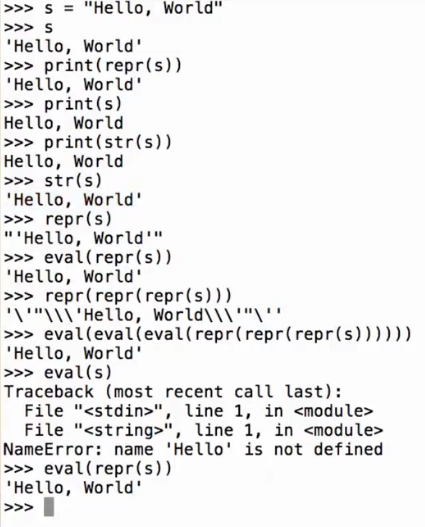 >>> s = "Hello, World"
>>> s
'Hello, World'
>>> print(repr(s))
'Hello, World'
>>> print(s)
Hello, World
>>> print(str(s))
Hello, World
>>> str(s)
'Hello, World'
>>> repr(s)
"'Hello, World'"
>>> eval(repr(s))
'Hello, World'
>>> repr(repr(repr(s)))
'\'"\\\'Hello, World\\\'"\''
>>> eval(eval(eval(repr(repr(repr(s))))))
'Hello, World'
>>> eval(s)
Traceback (most recent call last):
  File "<stdin>", line 1, in <module>
  File "<string>", line 1, in <module>
NameError: name 'Hello' is not defined
>>> eval(repr(s))
'Hello, World'
>>>